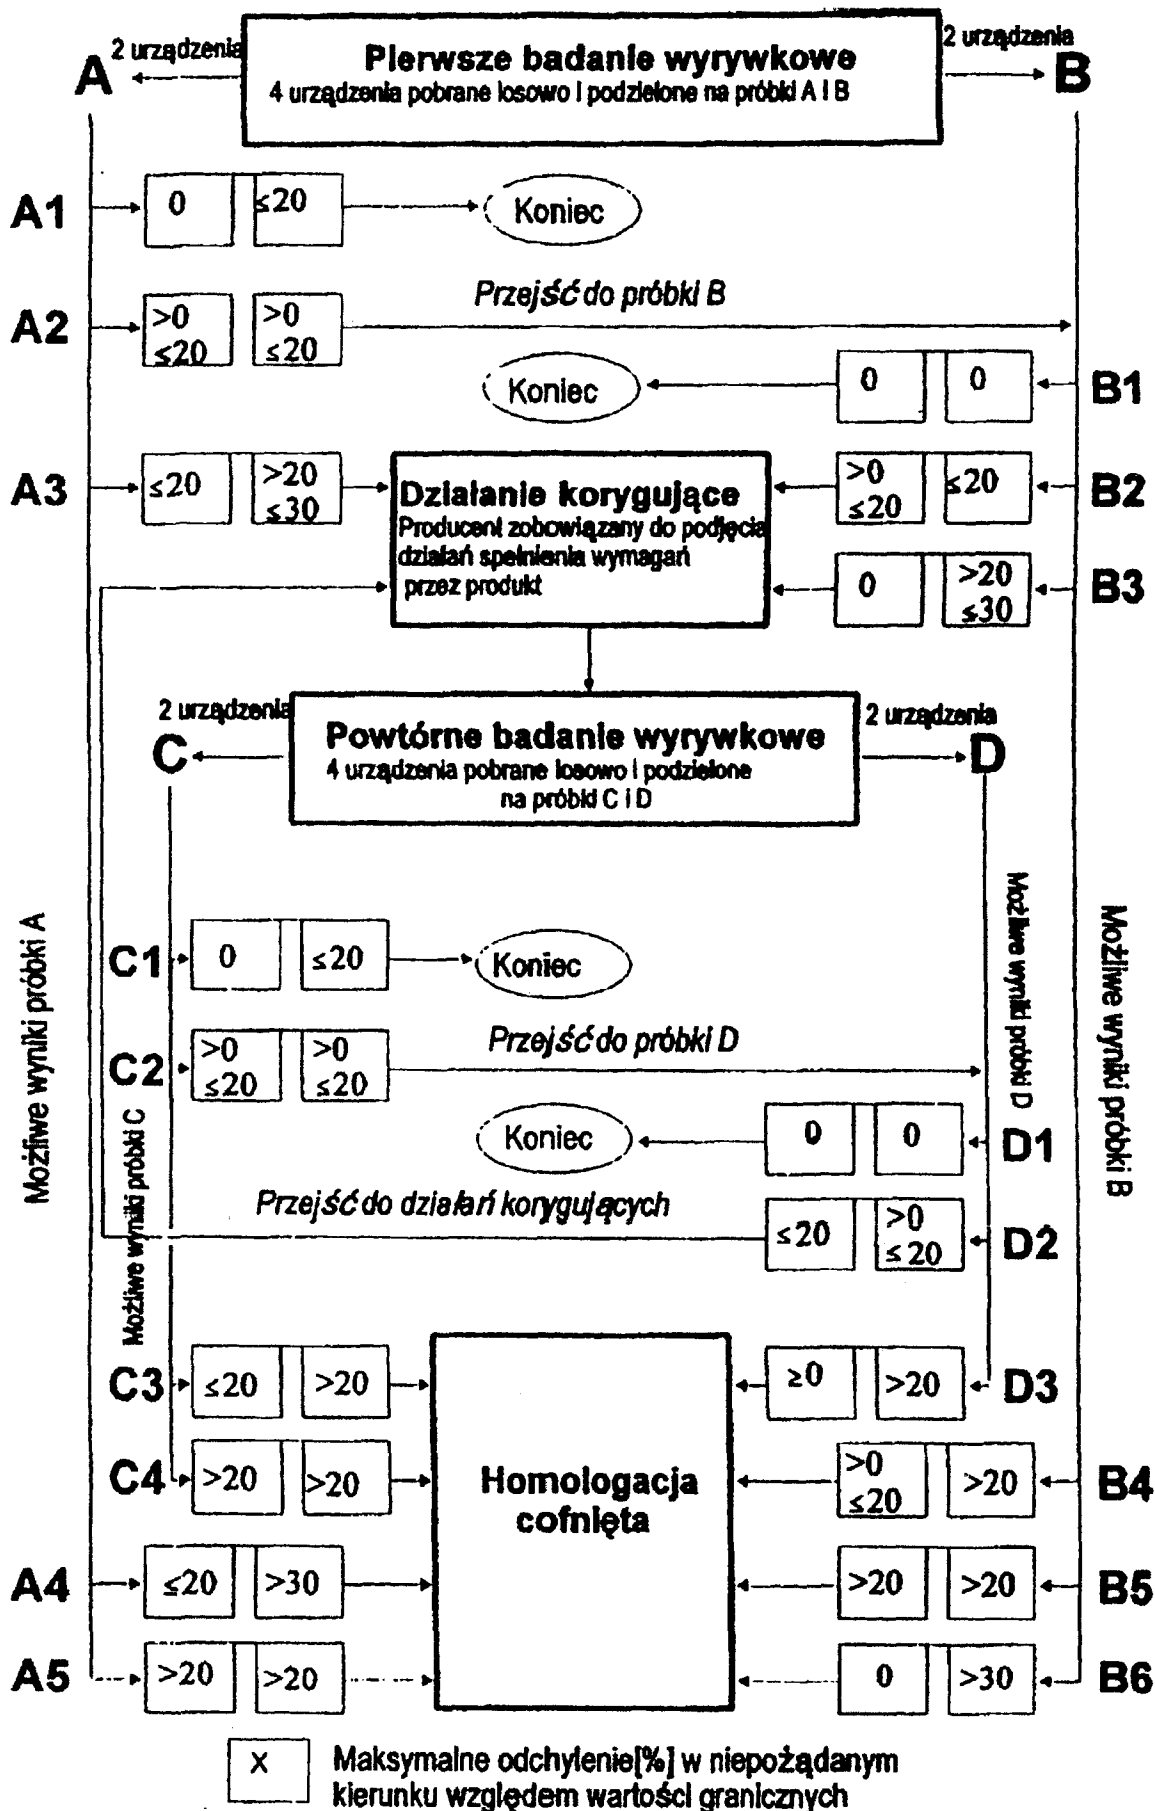 2 urządzenia
A
Pierwsze badanie wyrywkowe
4 urządzenia pobrane losowo i podzielone na próbki A i B
2 urządzenia
B
A1
0
≤20
Koniec
A2
>0
≤20
>0
≤20
Przejść do próbki B
Koniec
0
0
B1
A3
≤20
>20
≤30
Działanie korygujące
Producent zobowiązany do podjęcia
działań spełnienia wymagań
przez produkt
>0
≤20
≤20
B2
0
>20
≤30
B3
2 urządzenia
C
Powtórne badanie wyrywkowe
4 urządzenia pobrane losowo i podzielone
na próbki C i D
2 urządzenia
D
Możliwe wyniki próbki A
Możliwe wyniki próbki C
Możliwe wyniki próbki D
Możliwe wyniki próbki B
C1
0
≤20
Koniec
C2
>0
≤20
>0
≤20
Przejść do próbki D
Koniec
0
0
D1
Przejść do działań korygujących
≤20
>0
≤20
D2
C3
≤20
>20
Homologacja
cofnięta
≥0
>20
D3
C4
>20
>20
>0
≤20
>20
B4
A4
≤20
>30
>20
>20
B5
A5
>20
>20
0
>30
B6
X
Maksymalne odchylenie[%] w niepożądanym
kierunku względem wartości granicznych